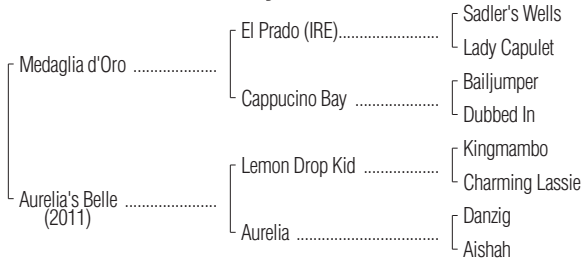 Sadler's Wells
El Prado (IRE)....................
Lady Capulet
Medaglia d'Oro ..................
Bailjumper
Cappucino Bay .................
Dubbed In
Kingmambo
Lemon Drop Kid ...............
Charming Lassie
Aurelia's Belle ....................
(2011)
Danzig
Aurelia ..............................
Aishah